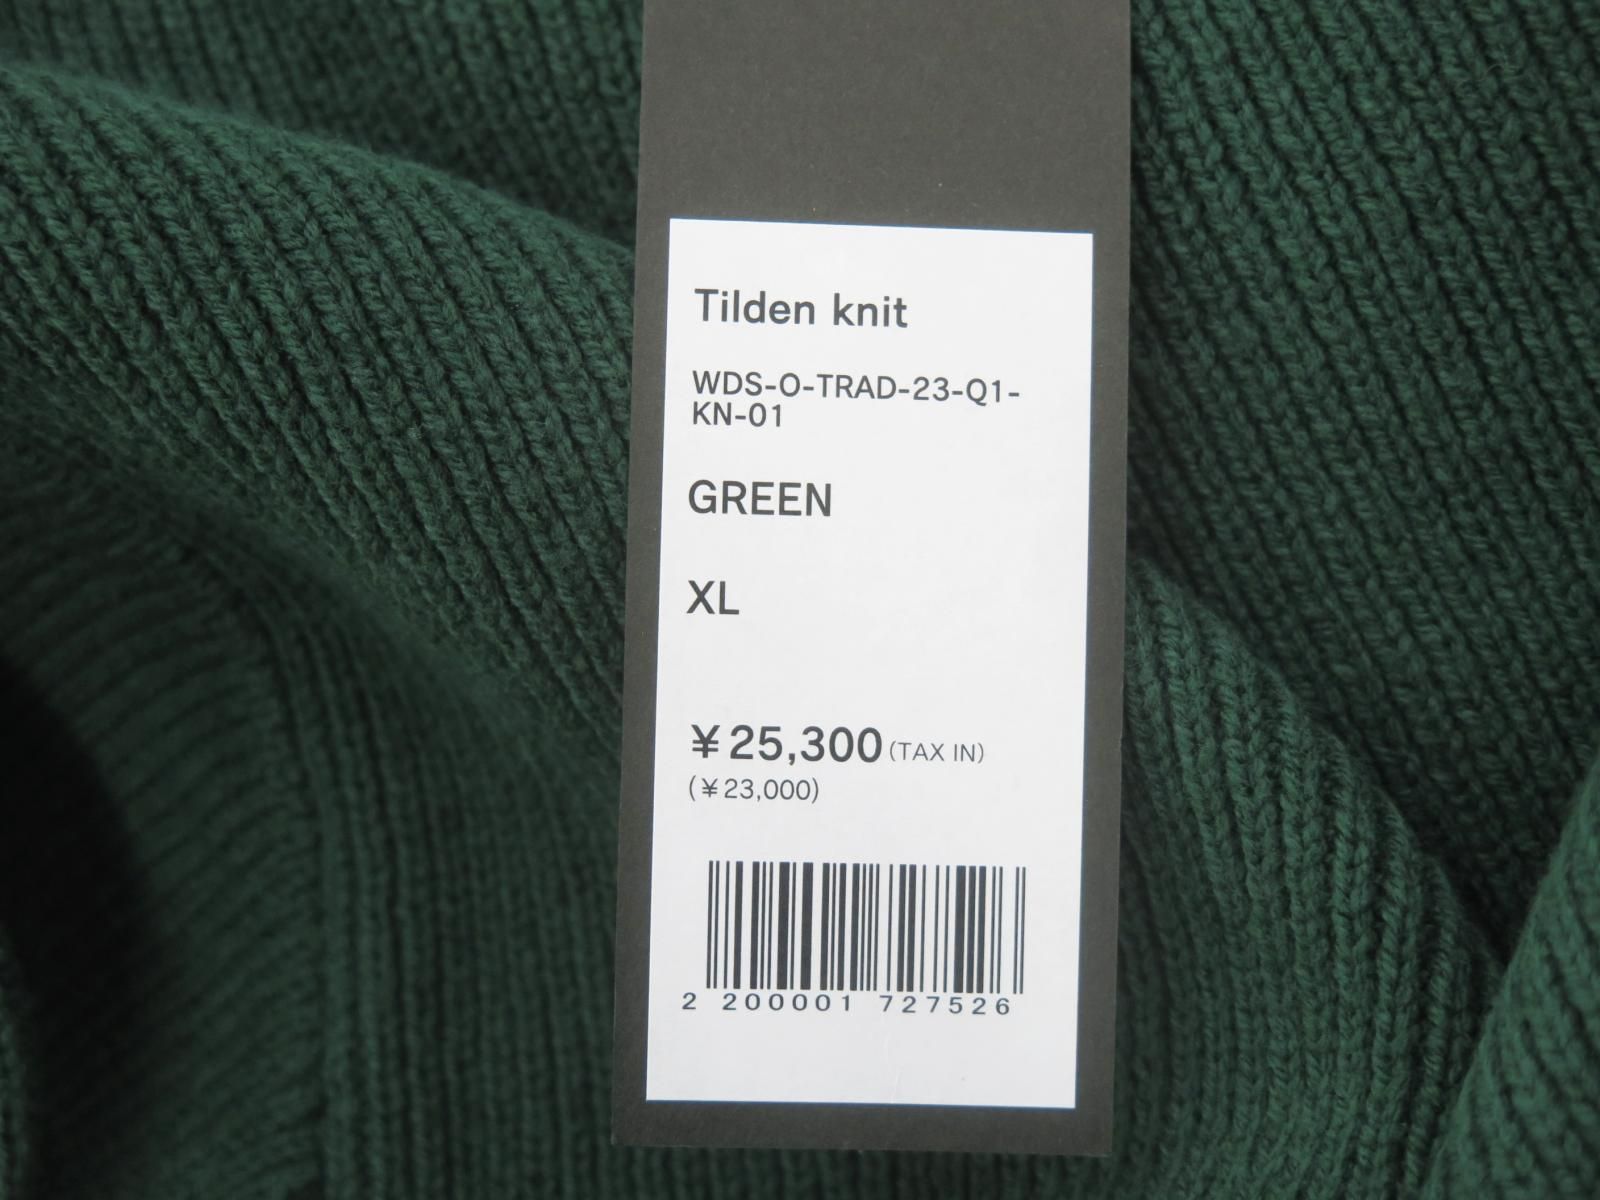 Tilden knit
WDS-O-TRAD-23-Q1-
KN-01
GREEN
XL
¥25,300(TAX IN)
(¥23,000)
2 200001 727526